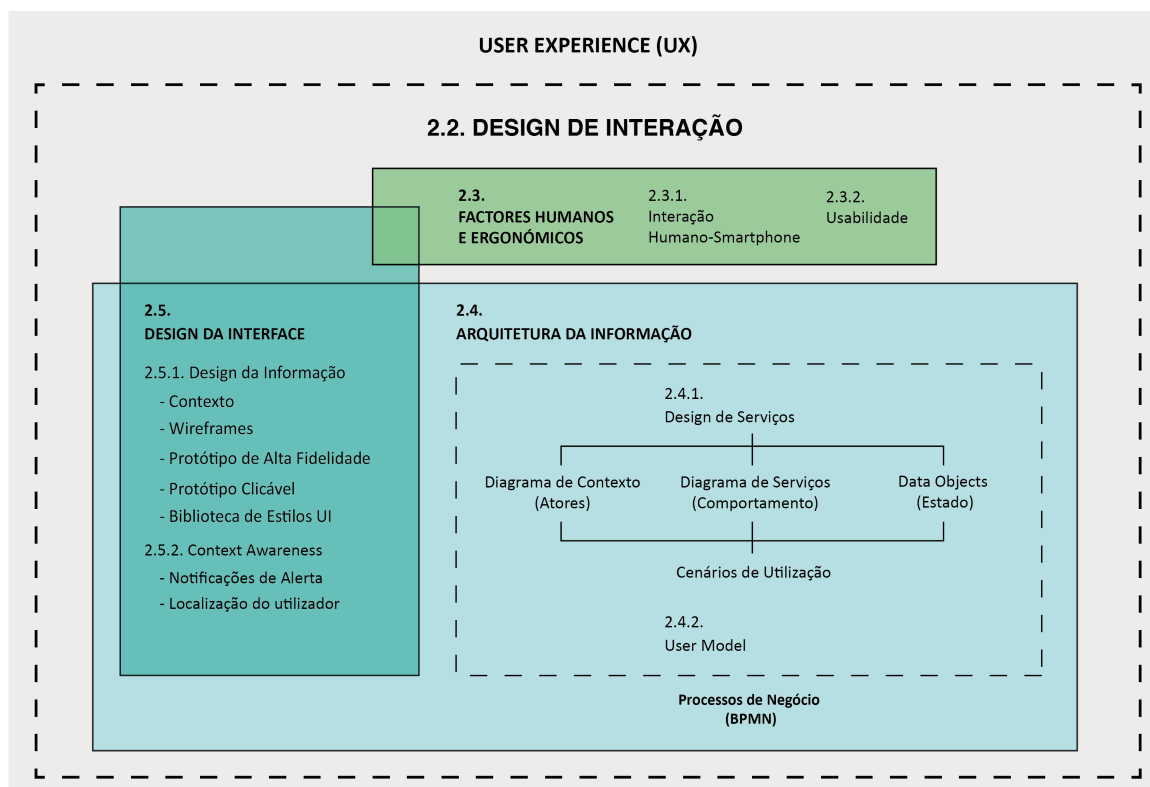 USER EXPERIENCE (UX)
2.2. DESIGN DE INTERAÇÃO
2.3.
FACTORES HUMANOS
E ERGONÓMICOS
2.3.1.
Interação
Humano-Smartphone
2.3.2.
Usabilidade
2.5.
DESIGN DA INTERFACE
2.5.1. Design da Informação
- Contexto
- Wireframes
- Protótipo de Alta Fidelidade
- Protótipo Clicável
- Biblioteca de Estilos UI
2.5.2. Context Awareness
- Notificações de Alerta
- Localização do utilizador
2.4.
ARQUITETURA DA INFORMAÇÃO
2.4.1.
Design de Serviços
Diagrama de Contexto
(Atores)
Diagrama de Serviços
(Comportamento)
Data Objects
(Estado)
Cenários de Utilização
2.4.2.
User Model
Processos de Negócio
(BPMN)